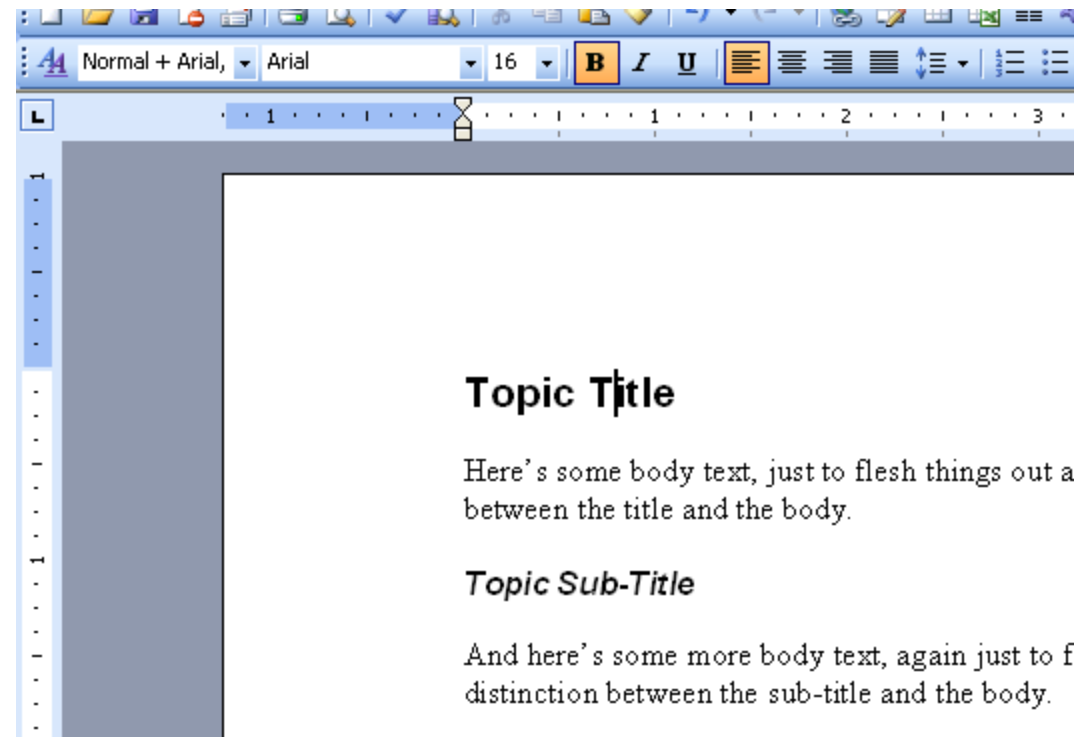 Normal + Arial, Arial 16 B I U
1 1 2 3
1
Topic Title
Here's some body text, just to flesh things out a
between the title and the body.
1
Topic Sub-Title
And here's some more body text, again just to f
distinction between the sub-title and the body.